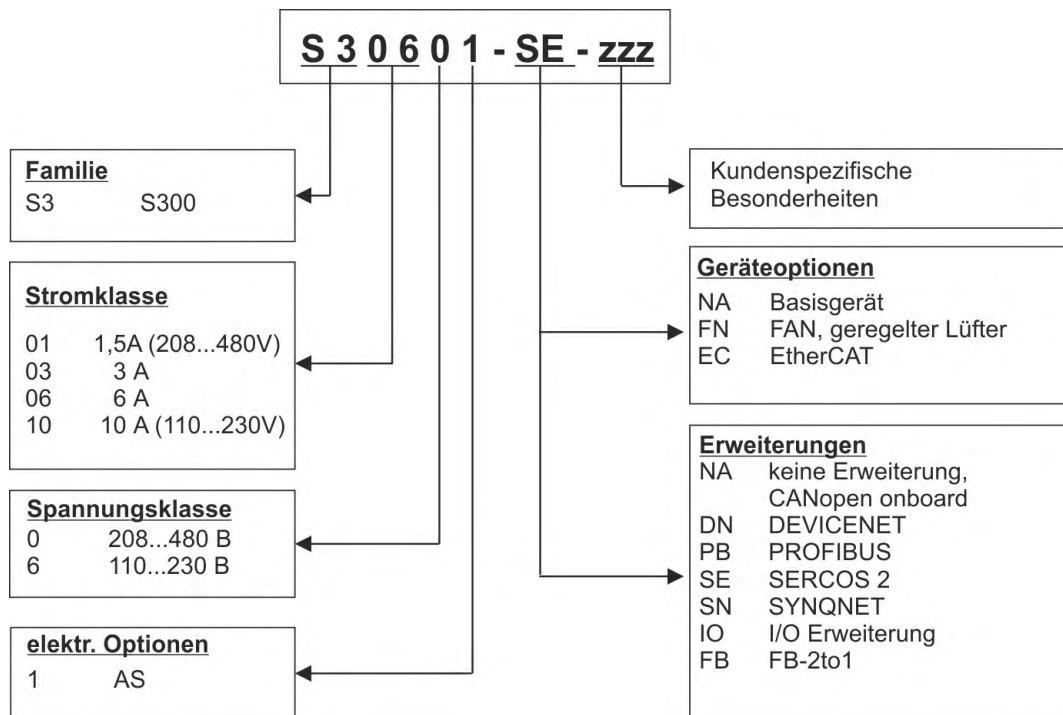 S 3 0 6 0 1 - SE - zzz
Familie
S3 S300
Stromklasse
01 1,5A (208...480V)
03 3 A
06 6 A
10 10 A (110...230V)
Spannungsklasse
0 208...480 B
6 110...230 B
elektr. Optionen
1 AS
Kundenspezifische
Besonderheiten
Geräteoptionen
NA Basisgerät
FN FAN, geregelter Lüfter
EC EtherCAT
Erweiterungen
NA keine Erweiterung,
CANopen onboard
DN DEVICENET
PB PROFIBUS
SE SERCOS 2
SN SYNQNET
IO I/O Erweiterung
FB FB-2to1